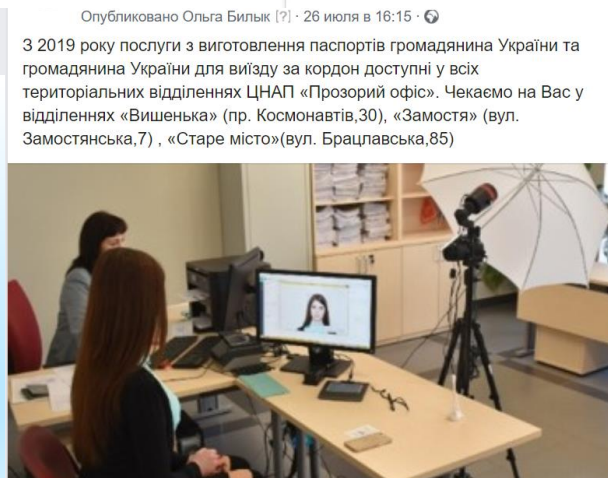 Опубликовано Ольга Билык [?] · 26 июля в 16:15 ·
З 2019 року послуги з виготовлення паспортів громадянина України та
громадянина України для виїзду за кордон доступні у всіх
територіальних відділеннях ЦНАП «Прозорий офіс». Чекаємо на Вас у
відділеннях «Вишенька» (пр. Космонавтів,30), «Замостя» (вул.
Замостянська,7) , «Старе місто»(вул. Брацлавська,85)